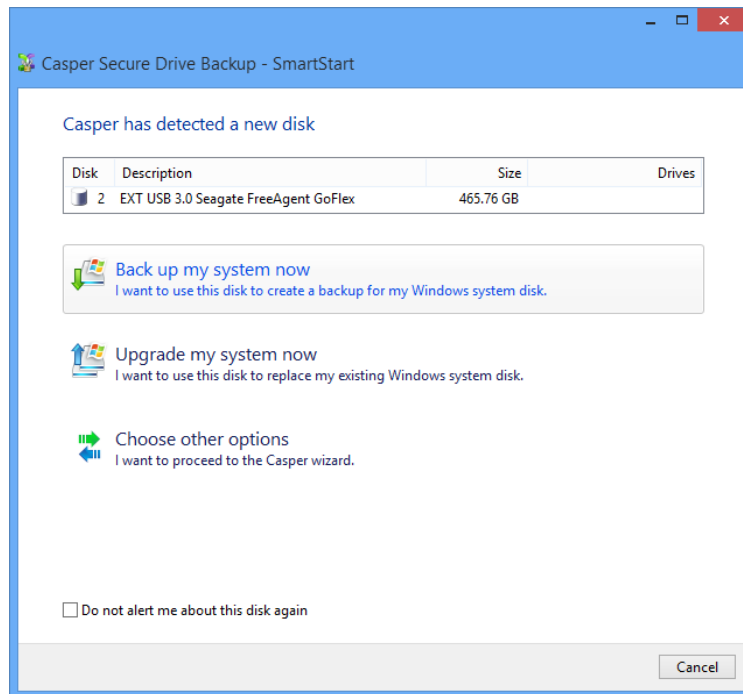 Casper Secure Drive Backup - SmartStart
Casper has detected a new disk
Disk Description Size Drives
2 EXT USB 3.0 Seagate FreeAgent GoFlex 465.76 GB
Back up my system now
I want to use this disk to create a backup for my Windows system disk.
Upgrade my system now
I want to use this disk to replace my existing Windows system disk.
Choose other options
I want to proceed to the Casper wizard.
Do not alert me about this disk again
Cancel